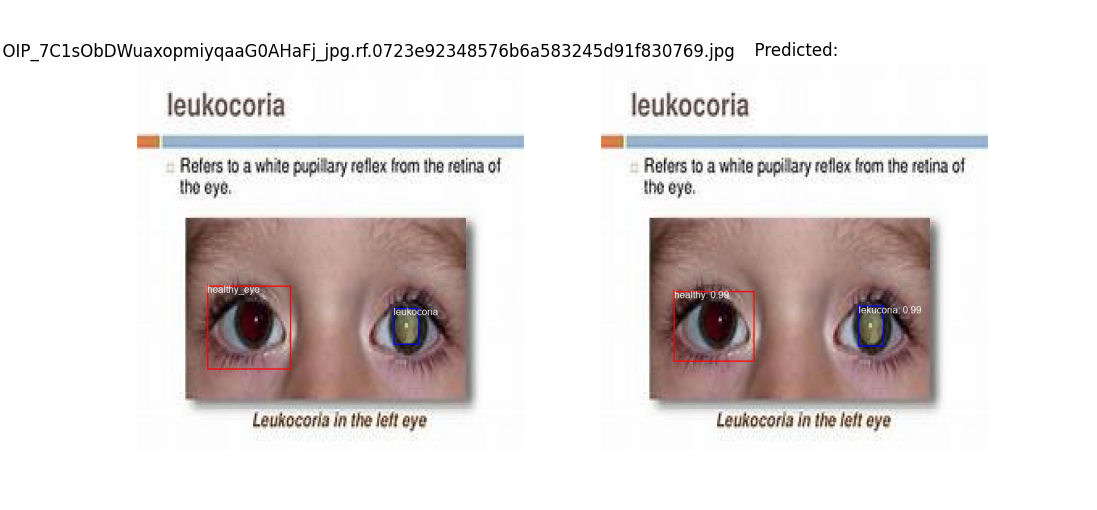 OIP_7C1sObDWuaxopmiyqaaG0AHaFj_jpg.rf.0723e92348576b6a583245d91f830769.jpg
Predicted:
leukocoria
Refers to a white pupillary reflex from the retina of
the eye.
healthy_eye
leukocoria
Leukocoria in the left eye
leukocoria
Refers to a white pupillary reflex from the retina of
the eye.
healthy: 0.99
lekucoria: 0.99
Leukocoria in the left eye